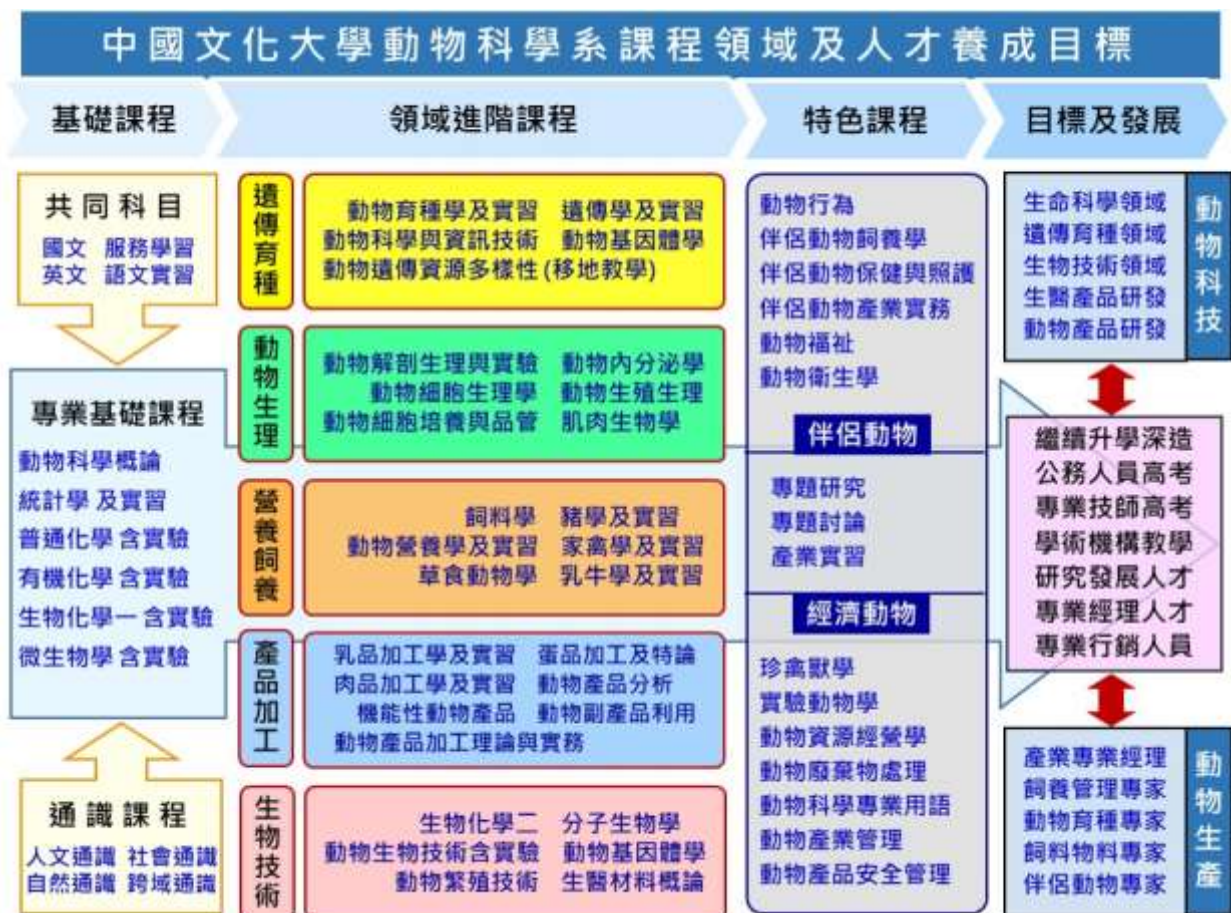 中國文化大學動物科學系課程領域及人才養成目標
基礎課程
領域進階課程
特色課程
目標及發展
共同科目
國文 服務學習
英文 語文實習
專業基礎課程
動物科學概論
統計學 及實習
普通化學 含實驗
有機化學 含實驗
生物化學一 含實驗
微生物學 含實驗
通識課程
人文通識 社會通識
自然通識 跨域通識
遺傳育種
動物育種學及實習 遺傳學及實習
動物科學與資訊技術 動物基因體學
動物遺傳資源多樣性 (移地教學)
動物生理
動物解剖生理與實驗 動物內分泌學
動物細胞生理學 動物生殖生理
動物細胞培養與品管 肌肉生物學
營養飼養
飼料學 豬學及實習
動物營養學及實習 家禽學及實習
草食動物學 乳牛學及實習
產品加工
乳品加工學及實習 蛋品加工及特論
肉品加工學及實習 動物產品分析
機能性動物產品 動物副產品利用
動物產品加工理論與實務
生物技術
生物化學二 分子生物學
動物生物技術含實驗 動物基因體學
動物繁殖技術 生醫材料概論
動物行為
伴侶動物飼養學
伴侶動物保健與照護
伴侶動物產業實務
動物福祉
動物衛生學
伴侶動物
專題研究
專題討論
產業實習
經濟動物
珍禽獸學
實驗動物學
動物資源經營學
動物廢棄物處理
動物科學專業用語
動物產業管理
動物產品安全管理
生命科學領域
遺傳育種領域
生物技術領域
生醫產品研發
動物產品研發
動物科技
繼續升學深造
公務人員高考
專業技師高考
學術機構教學
研究發展人才
專業經理人才
專業行銷人員
產業專業經理
飼養管理專家
動物育種專家
飼料物料專家
伴侶動物專家
動物生產